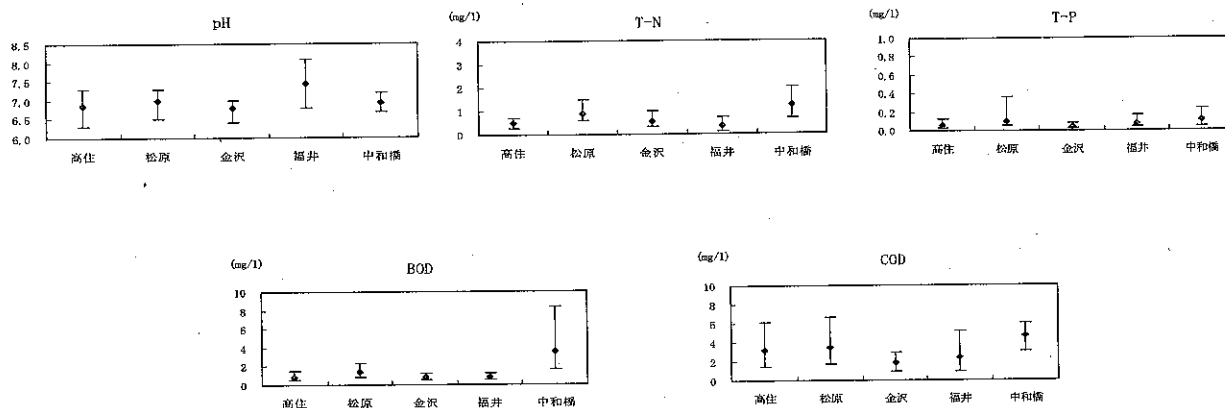 pH
8.5
8.0
7.5
7.0
6.5
6.0
高住 松原 金沢 福井 中和橋
(mg/l)
T-N
4
3
2
1
0
高住 松原 金沢 福井 中和橋
(mg/l)
T-P
1.0
0.8
0.6
0.4
0.2
0.0
高住 松原 金沢 福井 中和橋
(mg/l)
BOD
10
8
6
4
2
0
高住 松原 金沢 福井 中和橋
(mg/l)
COD
10
8
6
4
2
0
高住 松原 金沢 福井 中和橋